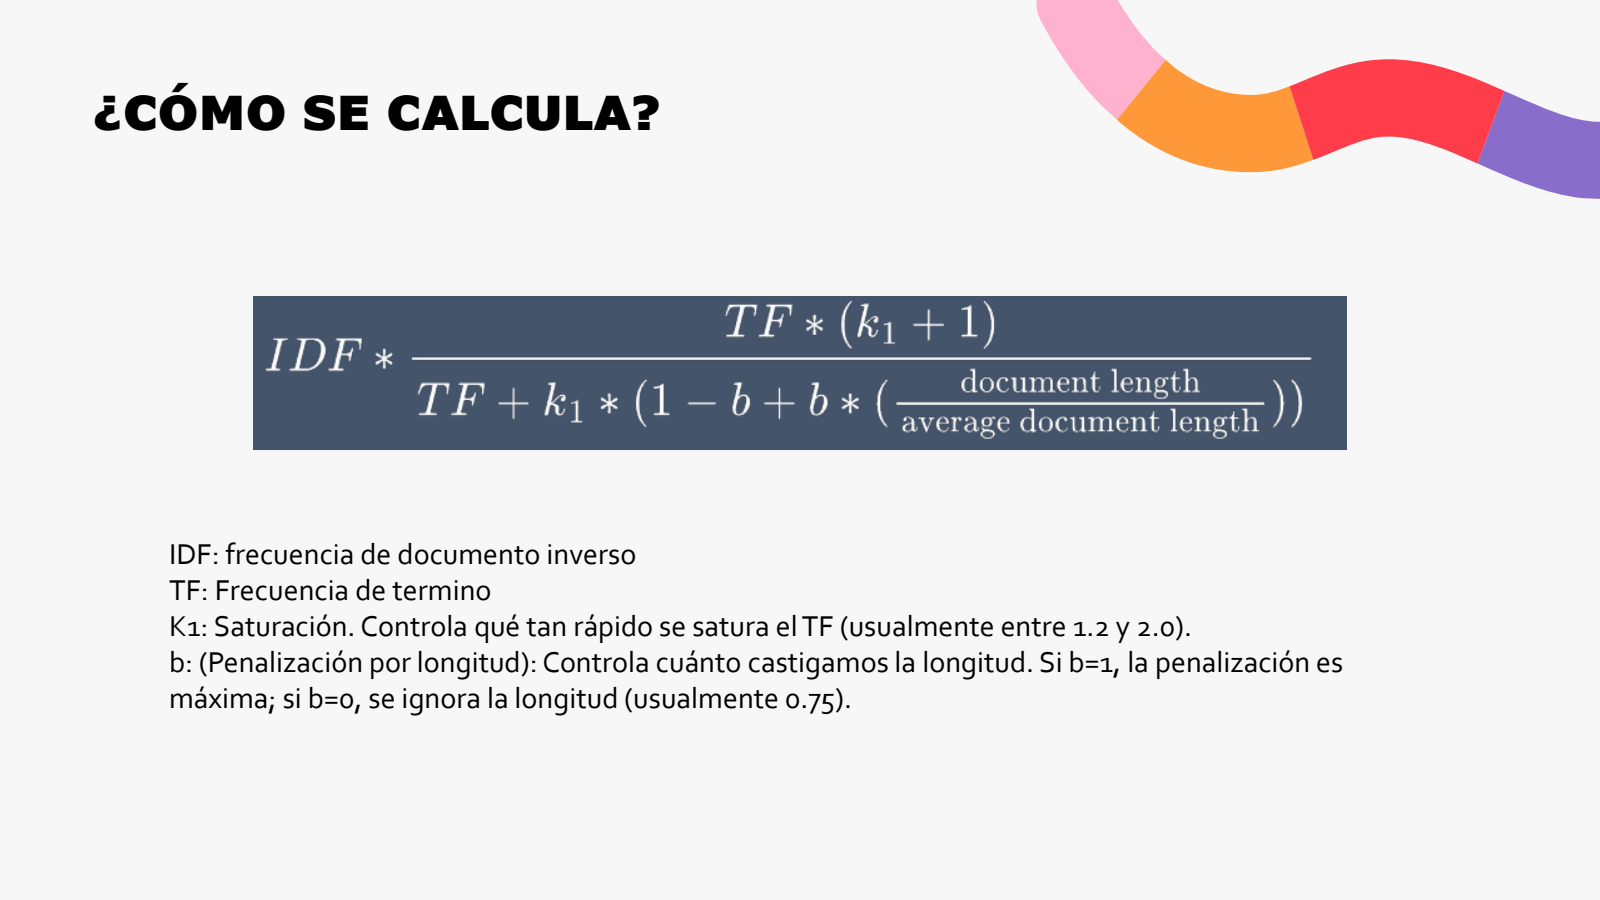 ¿CÓMO SE CALCULA?
IDF * TF * (k₁ + 1)
TF + k₁ * (1 − b + b * (document length
average document length))
IDF: frecuencia de documento inverso
TF: Frecuencia de termino
K1: Saturación. Controla qué tan rápido se satura el TF (usualmente entre 1.2 y 2.0).
b: (Penalización por longitud): Controla cuánto castigamos la longitud. Si b=1, la penalización es
máxima; si b=0, se ignora la longitud (usualmente 0.75).